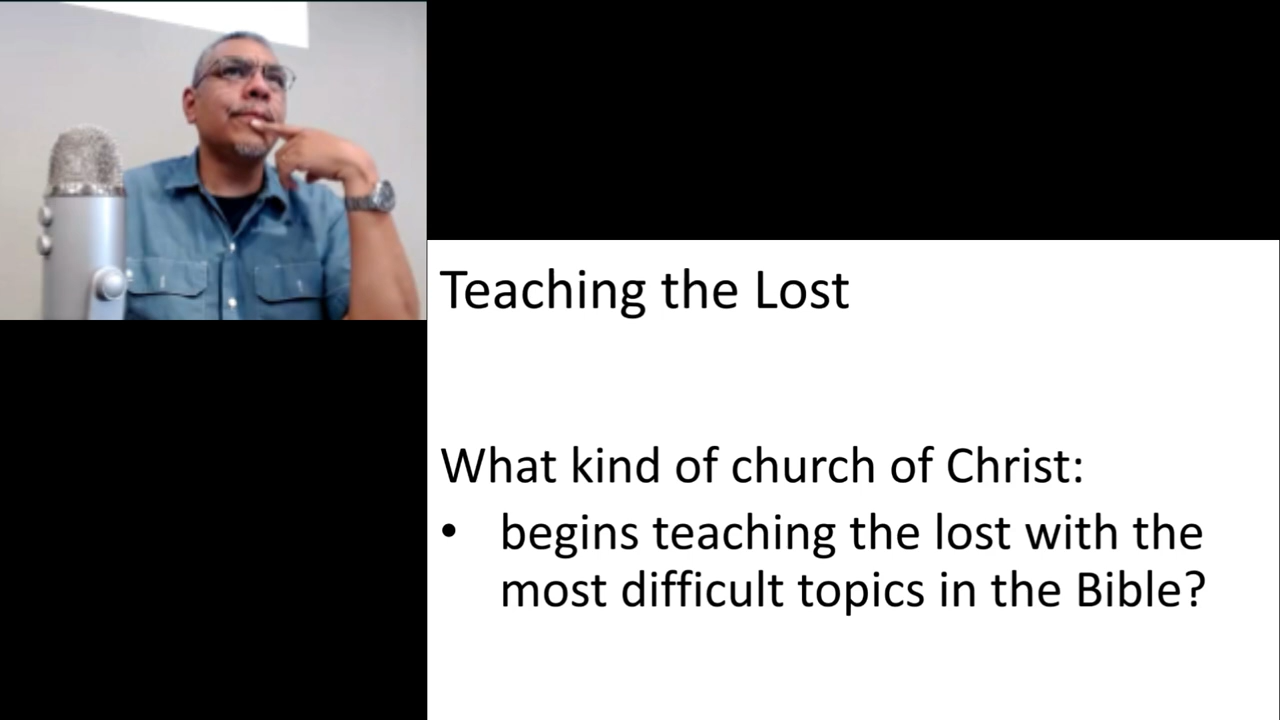 Teaching the Lost
What kind of church of Christ:
• begins teaching the lost with the
most difficult topics in the Bible?